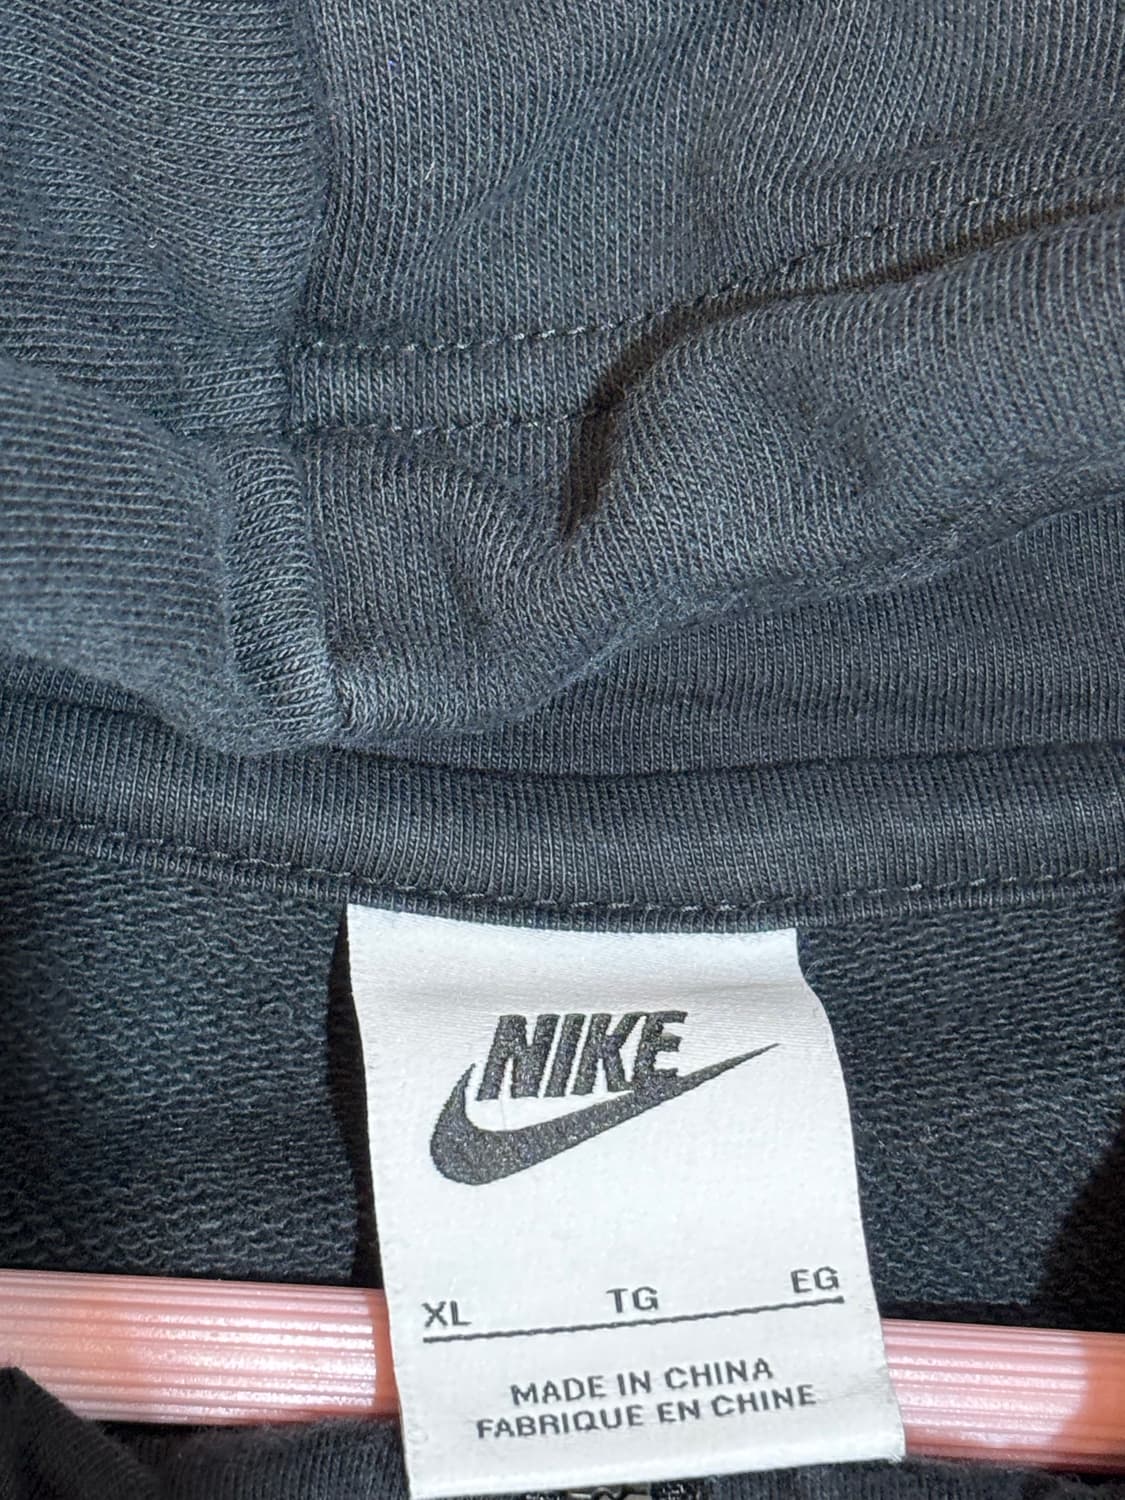 NIKE
XL TG EG
MADE IN CHINA
FABRIQUE EN CHINE